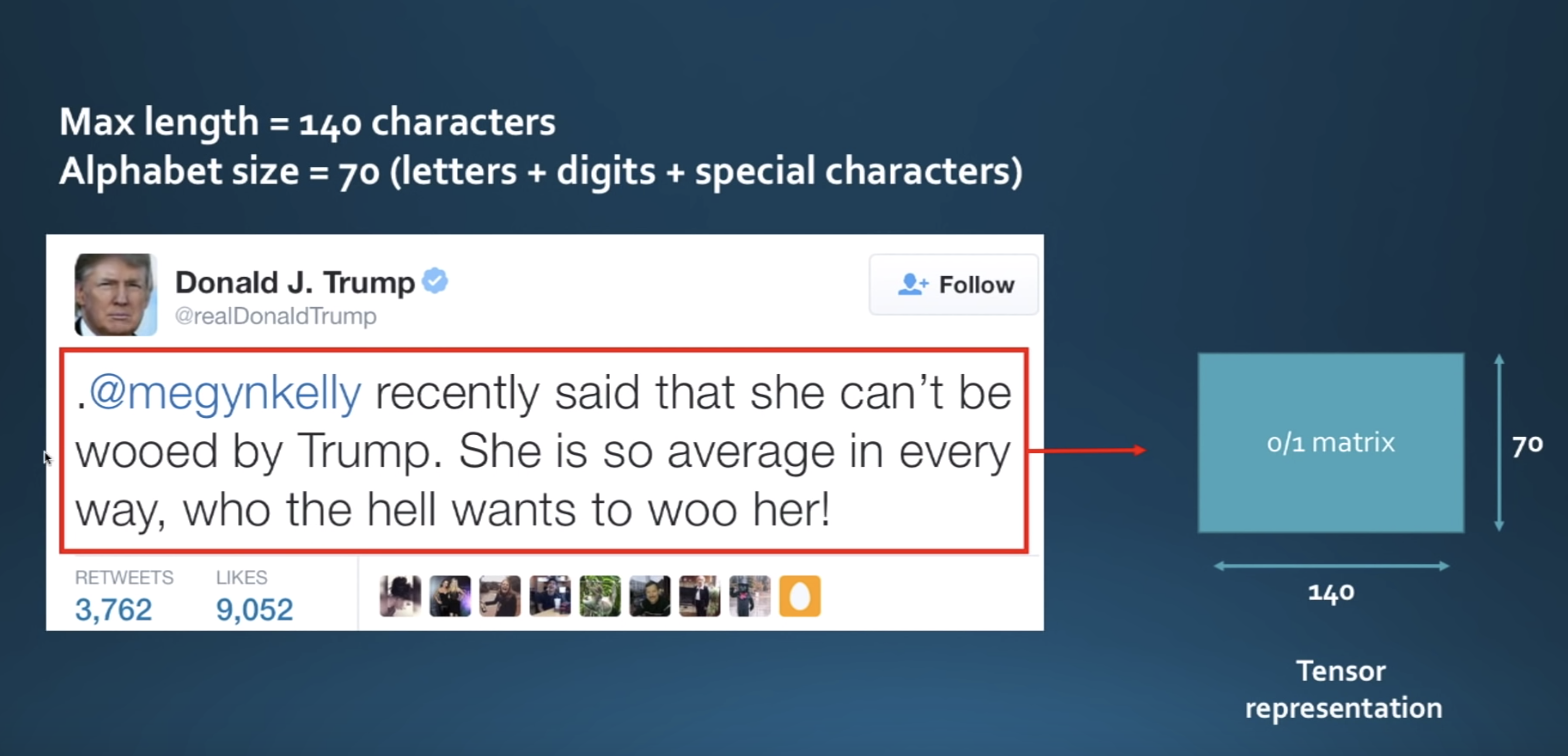 Max length = 140 characters
Alphabet size = 70 (letters + digits + special characters)
Donald J. Trump
@realDonaldTrump
Follow
.@megynkelly recently said that she can’t be
wooed by Trump. She is so average in every
way, who the hell wants to woo her!
RETWEETS LIKES
3,762 9,052
0/1 matrix
70
140
Tensor
representation